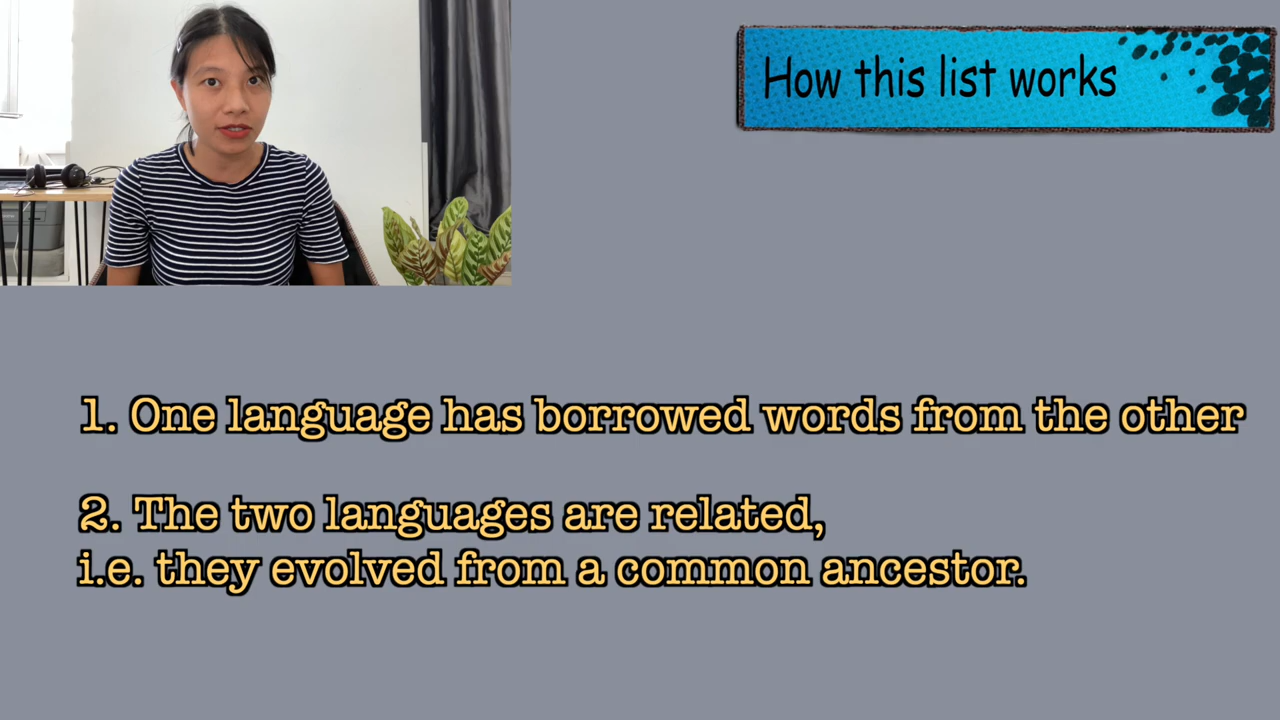 How this list works
1. One language has borrowed words from the other
2. The two languages are related,
i.e. they evolved from a common ancestor.